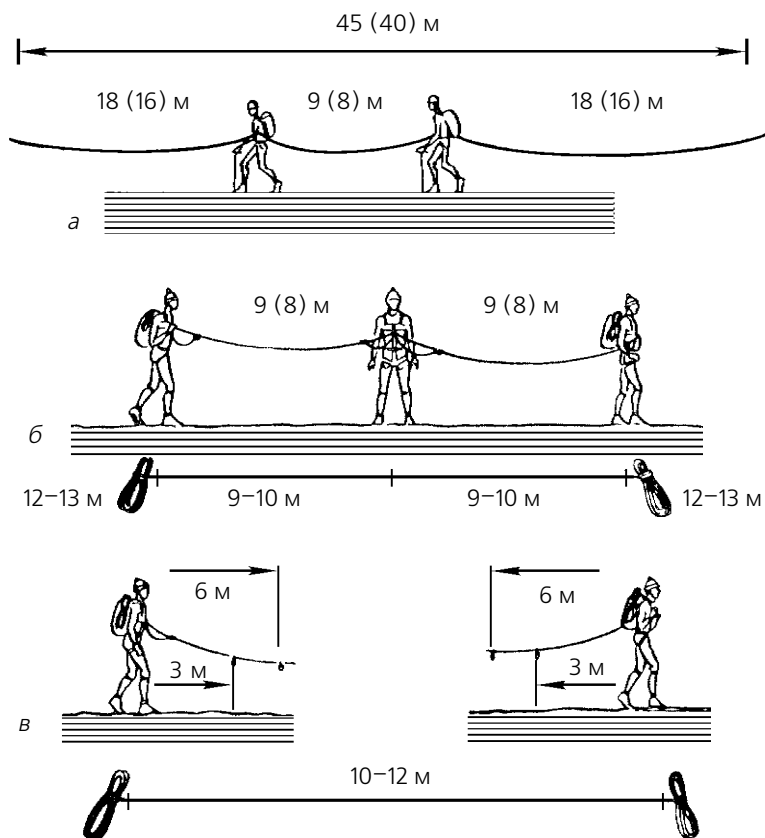 45 (40) м
18 (16) м 9 (8) м 18 (16) м
а
9 (8) м 9 (8) м
б
12–13 м 9–10 м 9–10 м 12–13 м
6 м 6 м
3 м 3 м
в
10–12 м